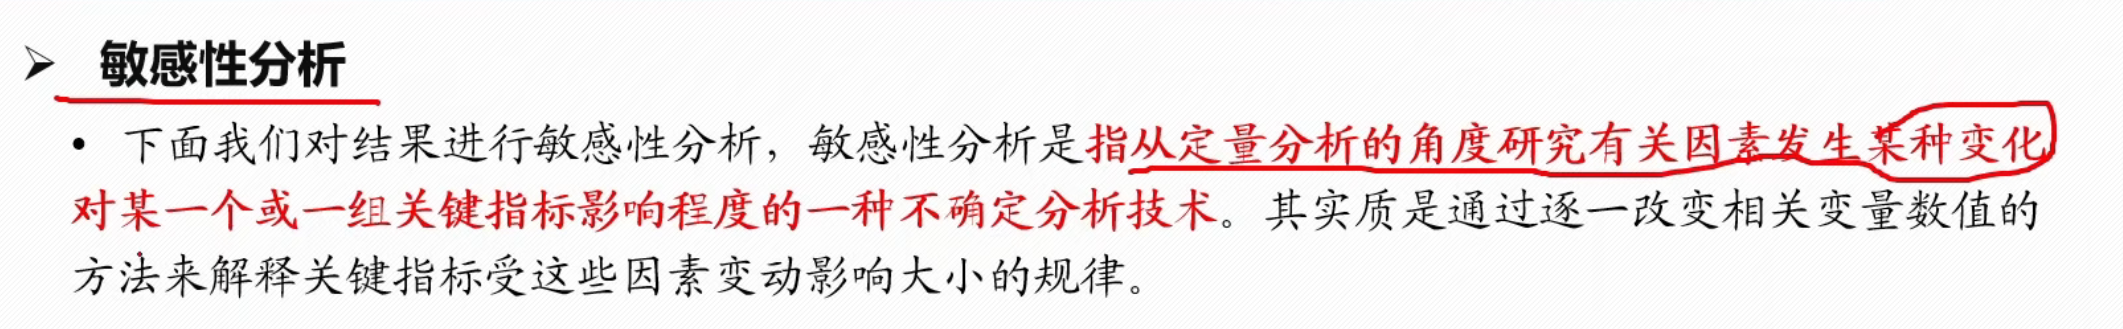 敏感性分析
• 下面我们对结果进行敏感性分析，敏感性分析是指从定量分析的角度研究有关因素发生某种变化
对某一个或一组关键指标影响程度的一种不确定分析技术。其实质是通过逐一改变相关变量数值的
方法来解释关键指标受这些因素变动影响大小的规律。